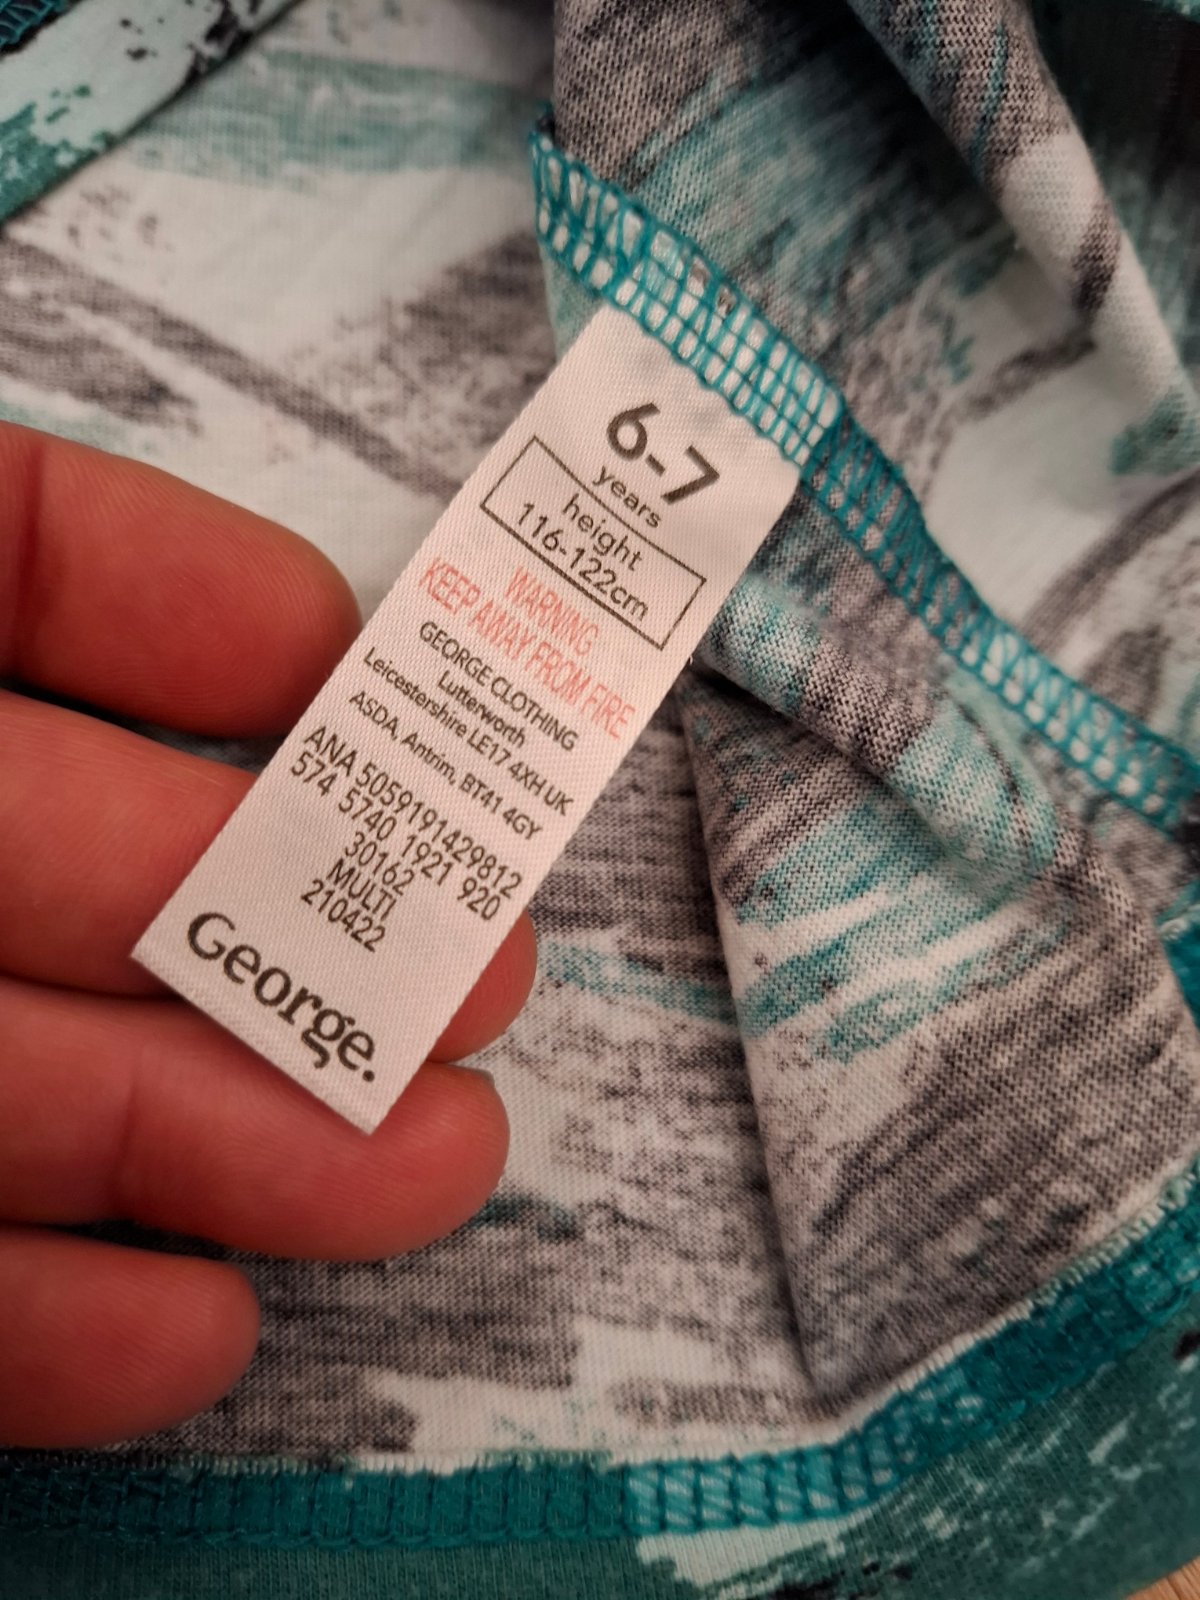 6-7
years
height
116-122cm
WARNING
KEEP AWAY FROM FIRE
GEORGE CLOTHING
Lutterworth
Leicestershire LE17 4XH UK
ASDA, Antrim, BT41 4GY
ANA 5059191429812
574 5740 1921 920
30162
MULTI
210422
George.